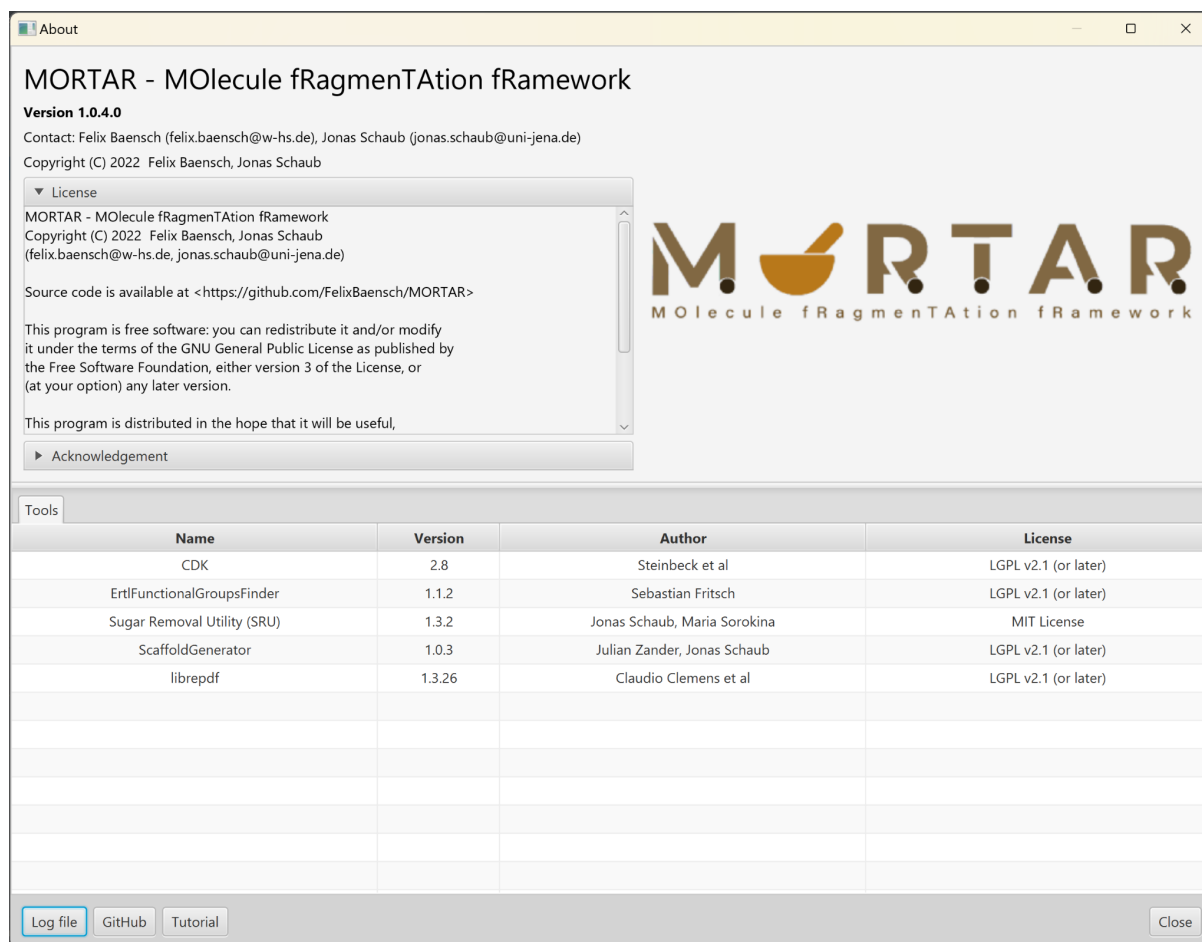 About
MORTAR - MOlecule fRagmenTAtion fRamework
Version 1.0.4.0
Contact: Felix Baensch (felix.baensch@w-hs.de), Jonas Schaub (jonas.schaub@uni-jena.de)
Copyright (C) 2022  Felix Baensch, Jonas Schaub
License
MORTAR - MOlecule fRagmenTAtion fRamework
Copyright (C) 2022  Felix Baensch, Jonas Schaub
(felix.baensch@w-hs.de, jonas.schaub@uni-jena.de)
Source code is available at <https://github.com/FelixBaensch/MORTAR>
This program is free software: you can redistribute it and/or modify
it under the terms of the GNU General Public License as published by
the Free Software Foundation, either version 3 of the License, or
(at your option) any later version.
This program is distributed in the hope that it will be useful,
Acknowledgement
MORTAR
MOlecule fRagmenTAtion fRamework
Tools
Name Version Author License
CDK 2.8 Steinbeck et al LGPL v2.1 (or later)
ErtlFunctionalGroupsFinder 1.1.2 Sebastian Fritsch LGPL v2.1 (or later)
Sugar Removal Utility (SRU) 1.3.2 Jonas Schaub, Maria Sorokina MIT License
ScaffoldGenerator 1.0.3 Julian Zander, Jonas Schaub LGPL v2.1 (or later)
librepdf 1.3.26 Claudio Clemens et al LGPL v2.1 (or later)
Log file GitHub Tutorial Close